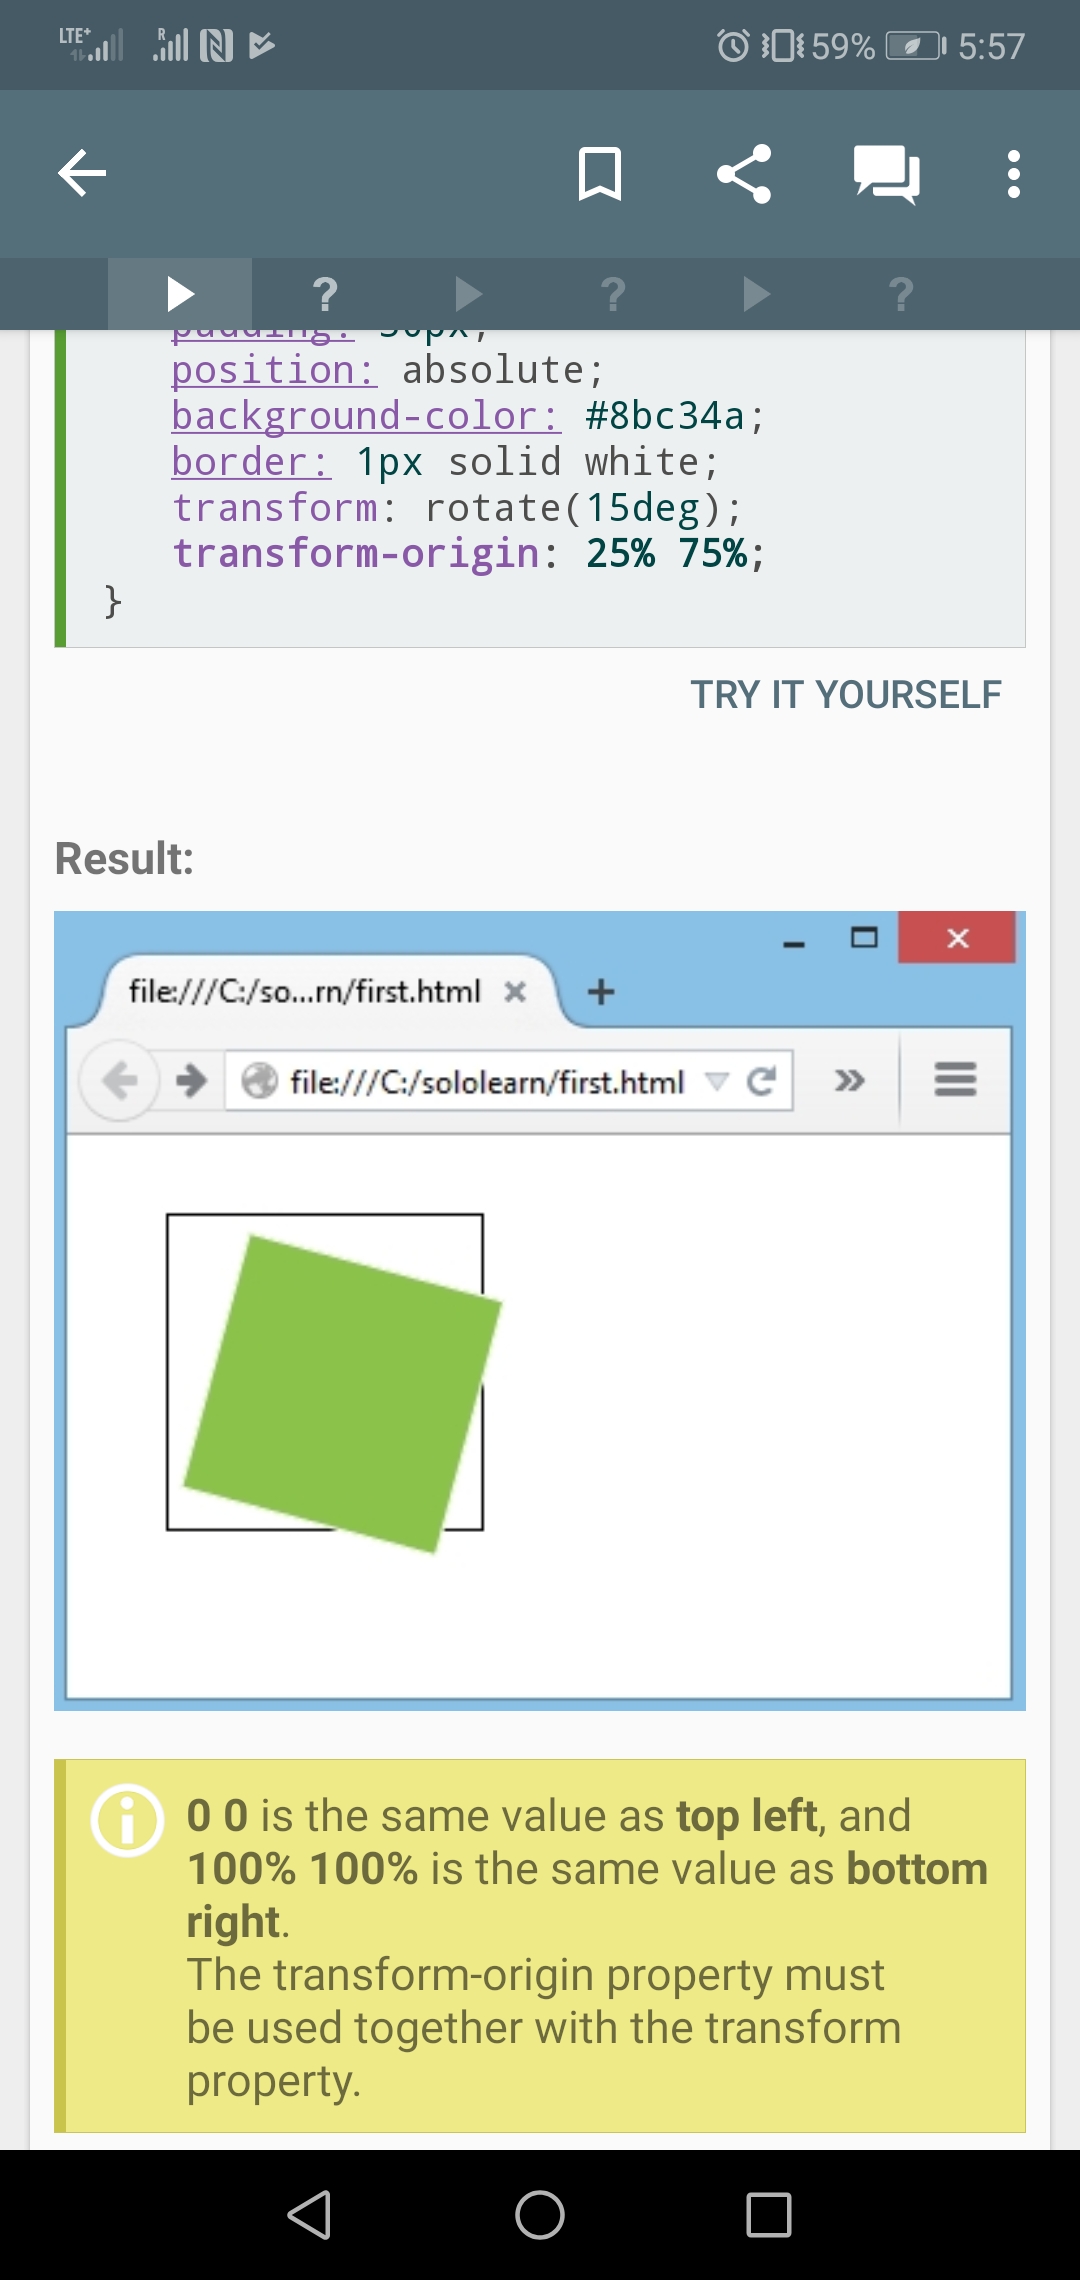 LTE+ R 59% 5:57
? ? ?
position: absolute;
background-color: #8bc34a;
border: 1px solid white;
transform: rotate(15deg);
transform-origin: 25% 75%;
}
TRY IT YOURSELF
Result:
file:///C:/so...rn/first.html
file:///C:/sololearn/first.html
0 0 is the same value as top left, and
100% 100% is the same value as bottom
right.
The transform-origin property must
be used together with the transform
property.